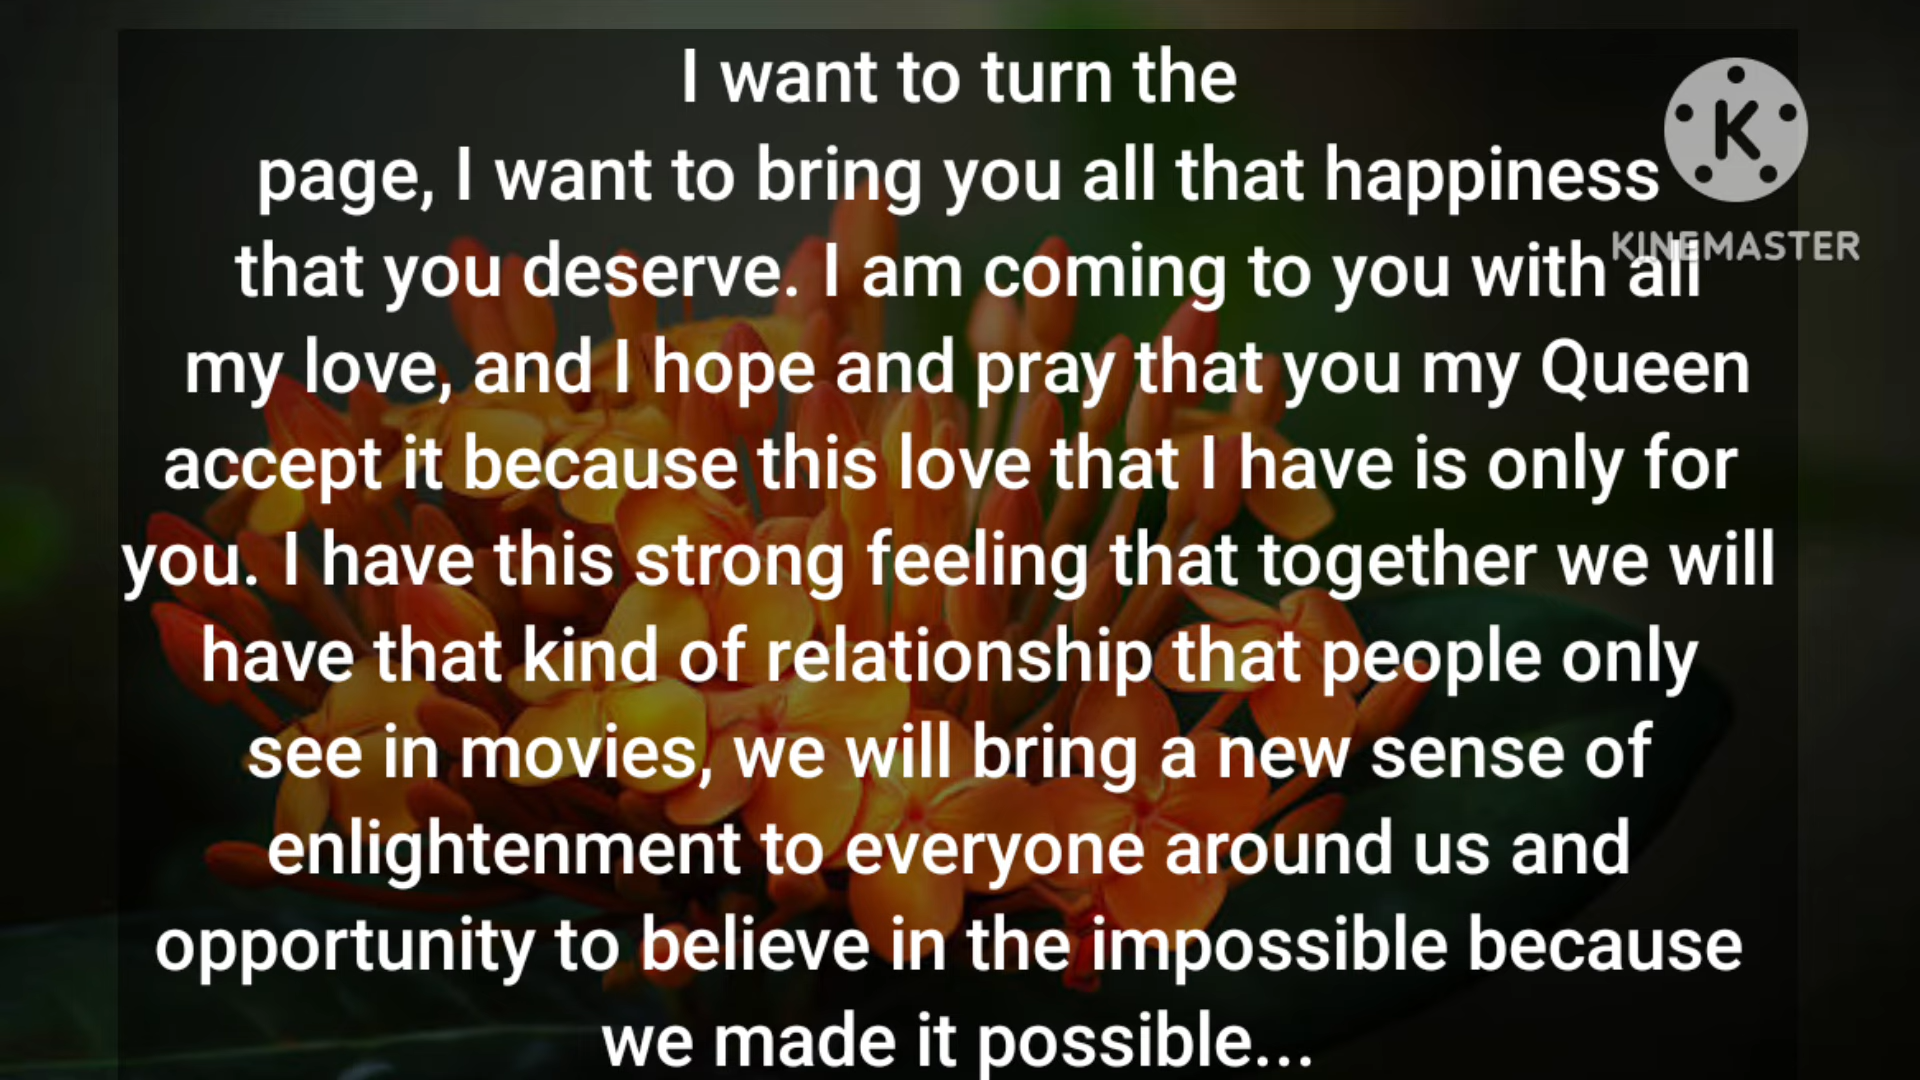 I want to turn the
page, I want to bring you all that happiness
that you deserve. I am coming to you with all
my love, and I hope and pray that you my Queen
accept it because this love that I have is only for
you. I have this strong feeling that together we will
have that kind of relationship that people only
see in movies, we will bring a new sense of
enlightenment to everyone around us and
opportunity to believe in the impossible because
we made it possible...
K
KINEMASTER